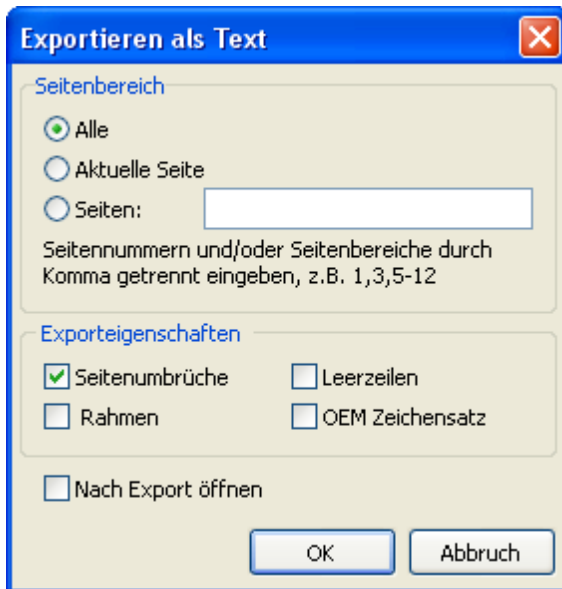 Exportieren als Text
Seitenbereich
Alle
Aktuelle Seite
Seiten:
Seitennummern und/oder Seitenbereiche durch
Komma getrennt eingeben, z.B. 1,3,5-12
Exporteigenschaften
Seitenumbrüche Leerzeilen
Rahmen OEM Zeichensatz
Nach Export öffnen
OK Abbruch